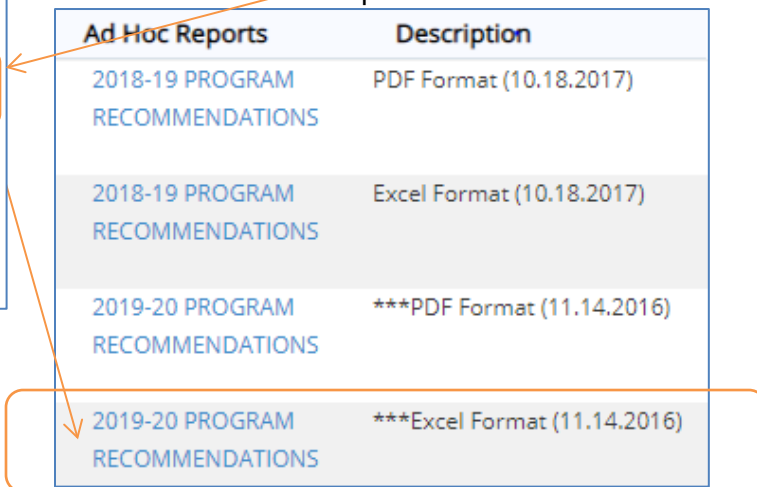 Ad Hoc Reports Description
2018-19 PROGRAM PDF Format (10.18.2017)
RECOMMENDATIONS
2018-19 PROGRAM Excel Format (10.18.2017)
RECOMMENDATIONS
2019-20 PROGRAM ***PDF Format (11.14.2016)
RECOMMENDATIONS
2019-20 PROGRAM ***Excel Format (11.14.2016)
RECOMMENDATIONS